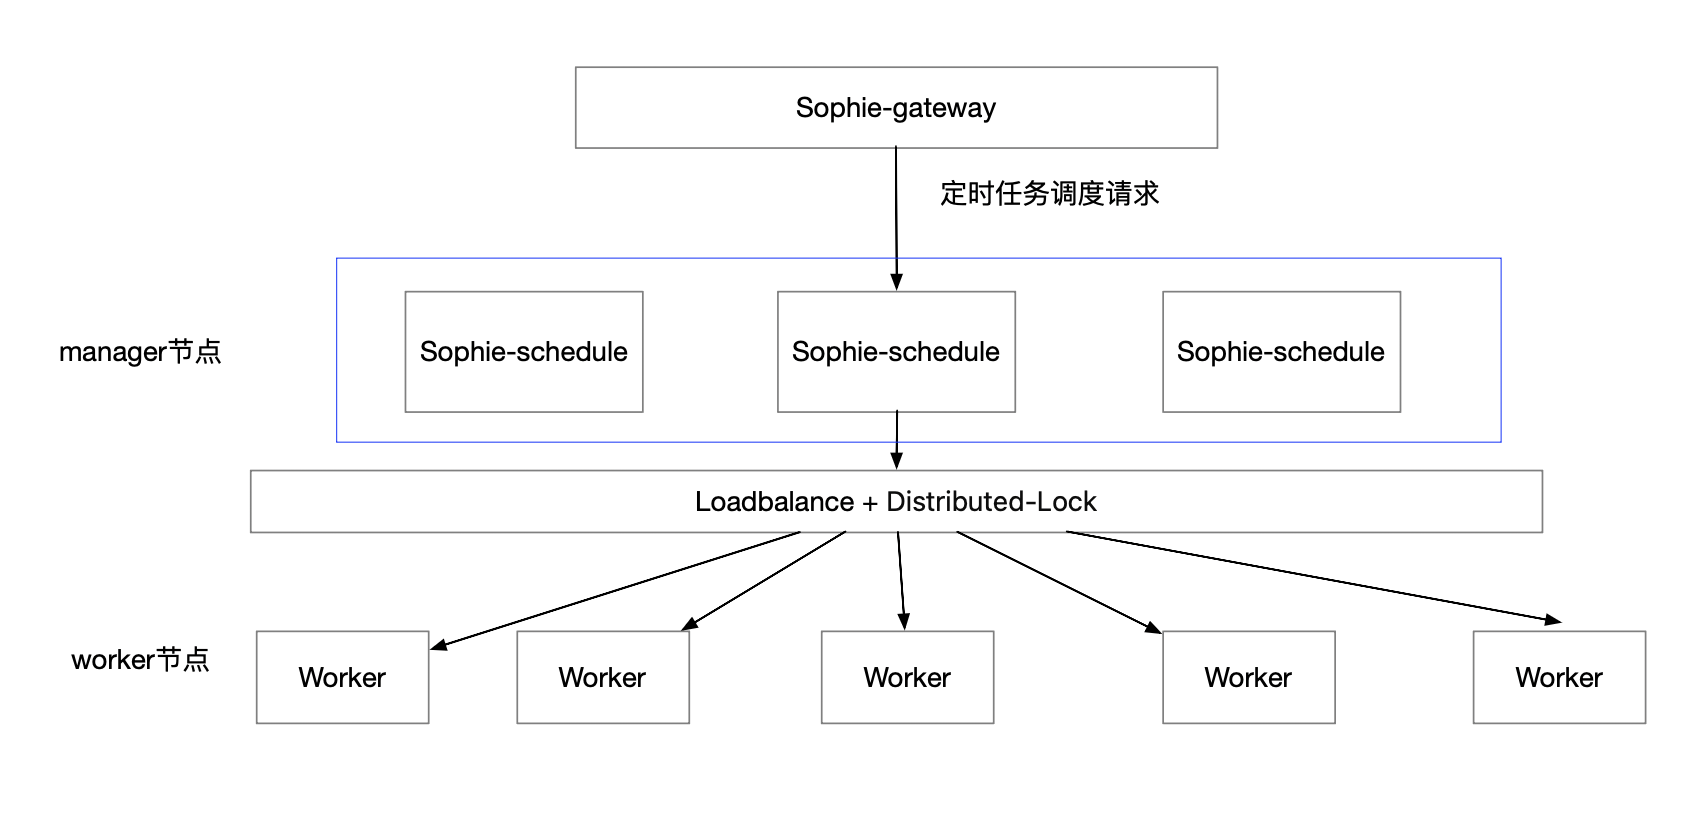 Sophie-gateway
定时任务调度请求
manager节点
Sophie-schedule
Sophie-schedule
Sophie-schedule
Loadbalance + Distributed-Lock
worker节点
Worker
Worker
Worker
Worker
Worker